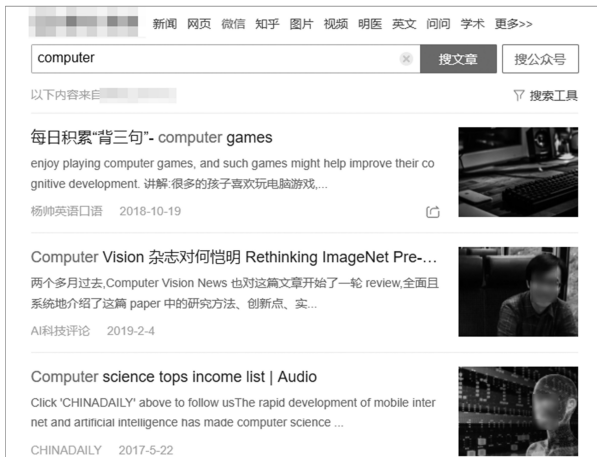 新闻 网页 微信 知乎 图片 视频 明医 英文 问问 学术 更多>>
computer 搜文章 搜公众号
以下内容来自 搜索工具
每日积累“背三句”- computer games
enjoy playing computer games, and such games might help improve their co
gnitive development. 讲解:很多的孩子喜欢玩电脑游戏,...
杨帅英语口语 2018-10-19
Computer Vision 杂志对何恺明 Rethinking ImageNet Pre-…
两个多月过去,Computer Vision News 也对这篇文章开始了一轮 review,全面且
系统地介绍了这篇 paper 中的研究方法、创新点、实...
AI科技评论 2019-2-4
Computer science tops income list | Audio
Click 'CHINADAILY' above to follow usThe rapid development of mobile inter
net and artificial intelligence has made computer science ...
CHINADAILY 2017-5-22